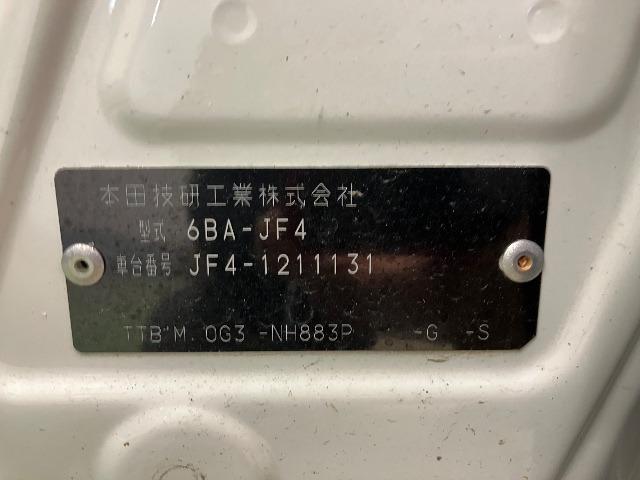 本田技研工業株式会社
型式 6BA-JF4
車台番号 JF4-1211131
TTB"M. 0G3 -NH883P -G -S